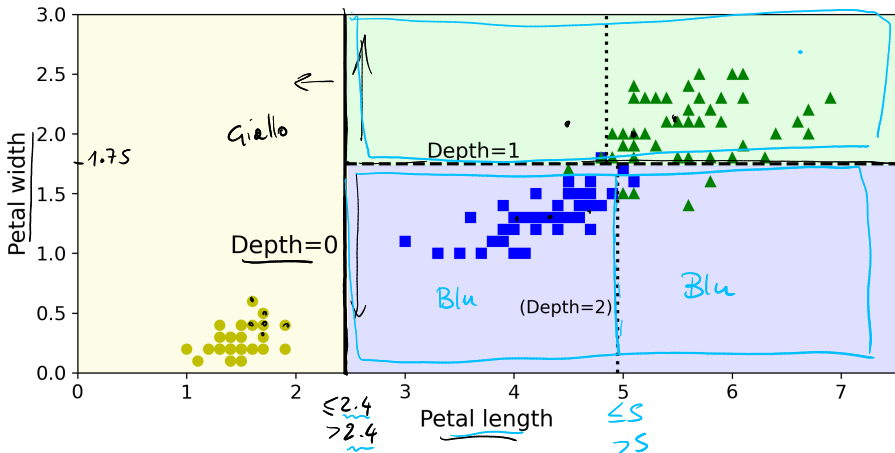 3.0
2.5
2.0
1.5
1.0
0.5
0.0
Petal width
1.75
Giallo
Depth=1
Depth=0
Blu
(Depth=2)
Blu
0
1
2
3
4
5
6
7
≤2.4
>2.4
Petal length
≤5
>5